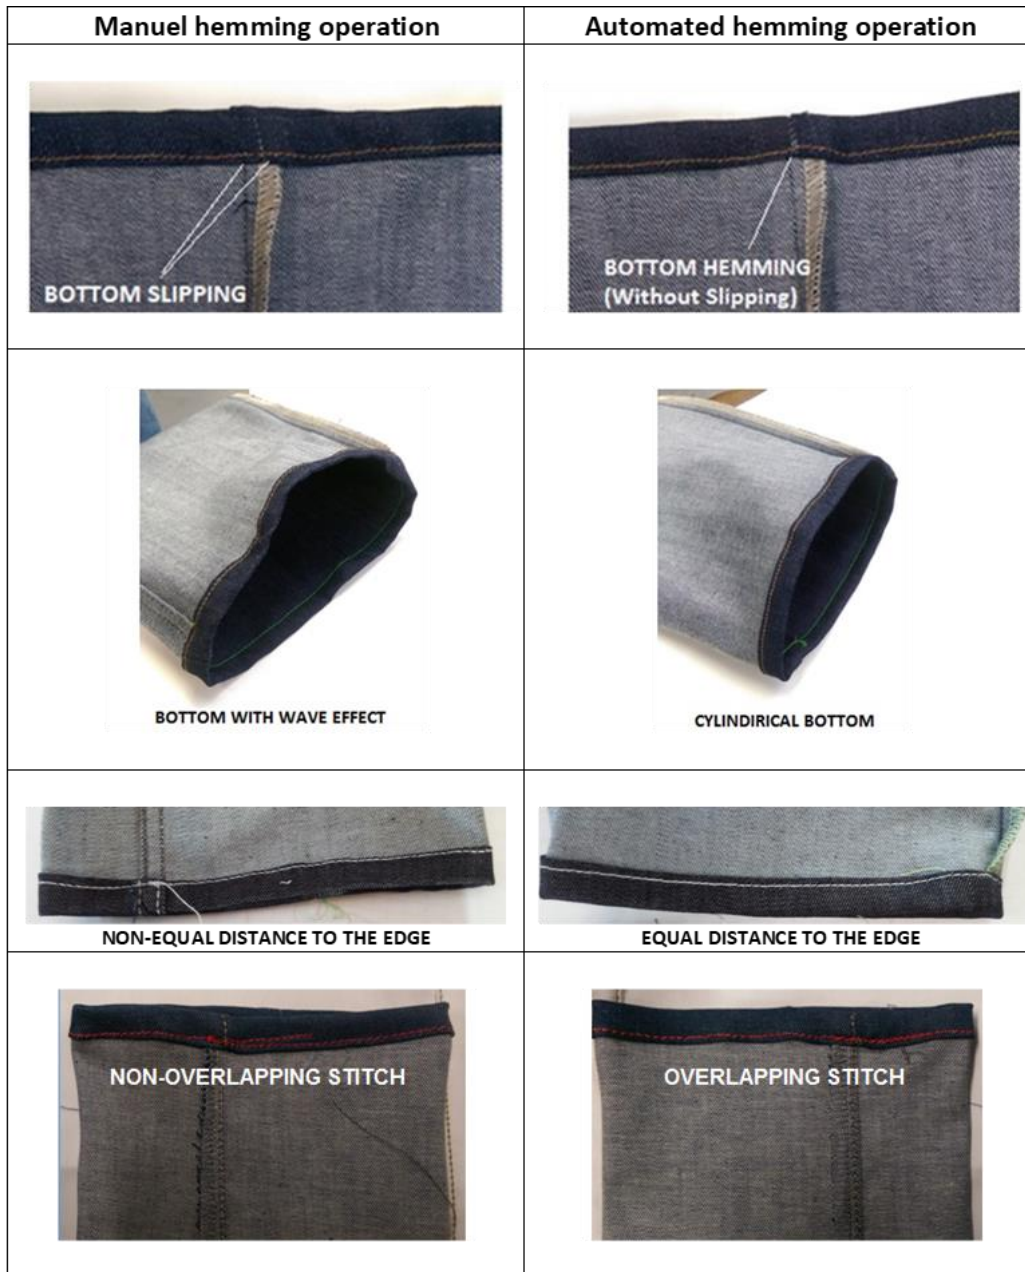 Manuel hemming operation
Automated hemming operation
BOTTOM SLIPPING
BOTTOM HEMMING
(Without Slipping)
BOTTOM WITH WAVE EFFECT
CYLINDIRICAL BOTTOM
NON-EQUAL DISTANCE TO THE EDGE
EQUAL DISTANCE TO THE EDGE
NON-OVERLAPPING STITCH
OVERLAPPING STITCH